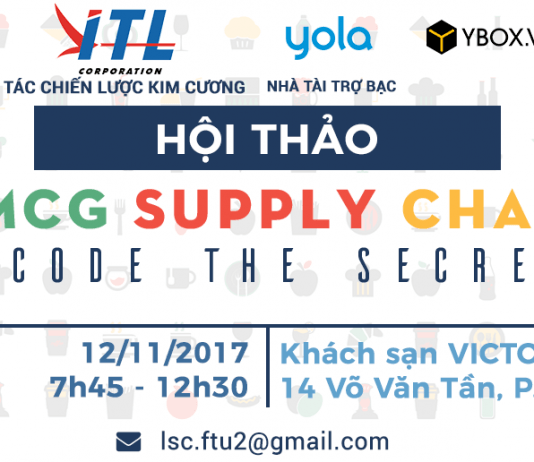 iTL yola YBOX.V
CORPORATION
TÁC CHIẾN LƯỢC KIM CƯƠNG NHÀ TÀI TRỢ BẠC
HỘI THẢO
MCG SUPPLY CHA
CODE THE SECRE
12/11/2017 Khách sạn VICTO
7h45 - 12h30 14 Võ Văn Tần, P.
lsc.ftu2@gmail.com